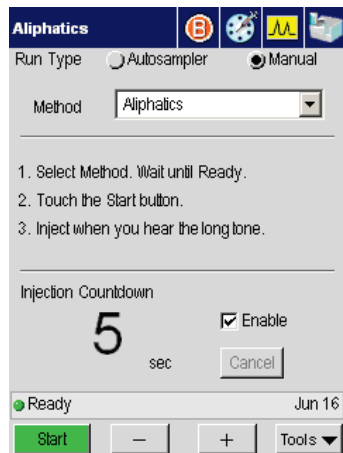 Aliphatics B
Run Type Autosampler Manual
Method Aliphatics
1. Select Method. Wait until Ready.
2. Touch the Start button.
3. Inject when you hear the long tone.
Injection Countdown
5 sec
Enable
Cancel
Ready Jun 16
Start − + Tools